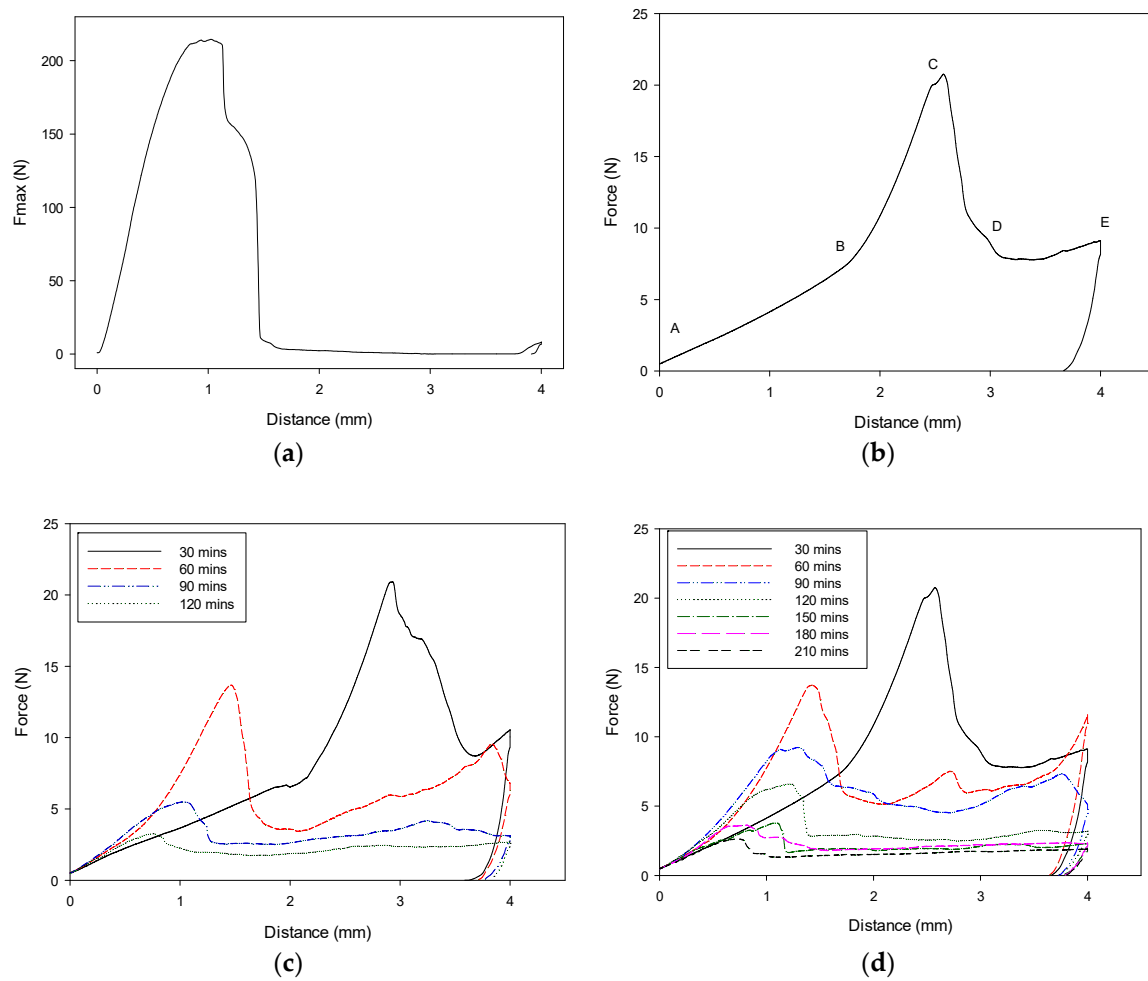 Fmax (N)
200
150
100
50
0
0 1 2 3 4
Distance (mm)
(a)
Force (N)
25
20
15
10
5
0
A
B
C
D
E
0 1 2 3 4
Distance (mm)
(b)
Force (N)
25
20
15
10
5
0
30 mins
60 mins
90 mins
120 mins
0 1 2 3 4
Distance (mm)
(c)
Force (N)
25
20
15
10
5
0
30 mins
60 mins
90 mins
120 mins
150 mins
180 mins
210 mins
0 1 2 3 4
Distance (mm)
(d)